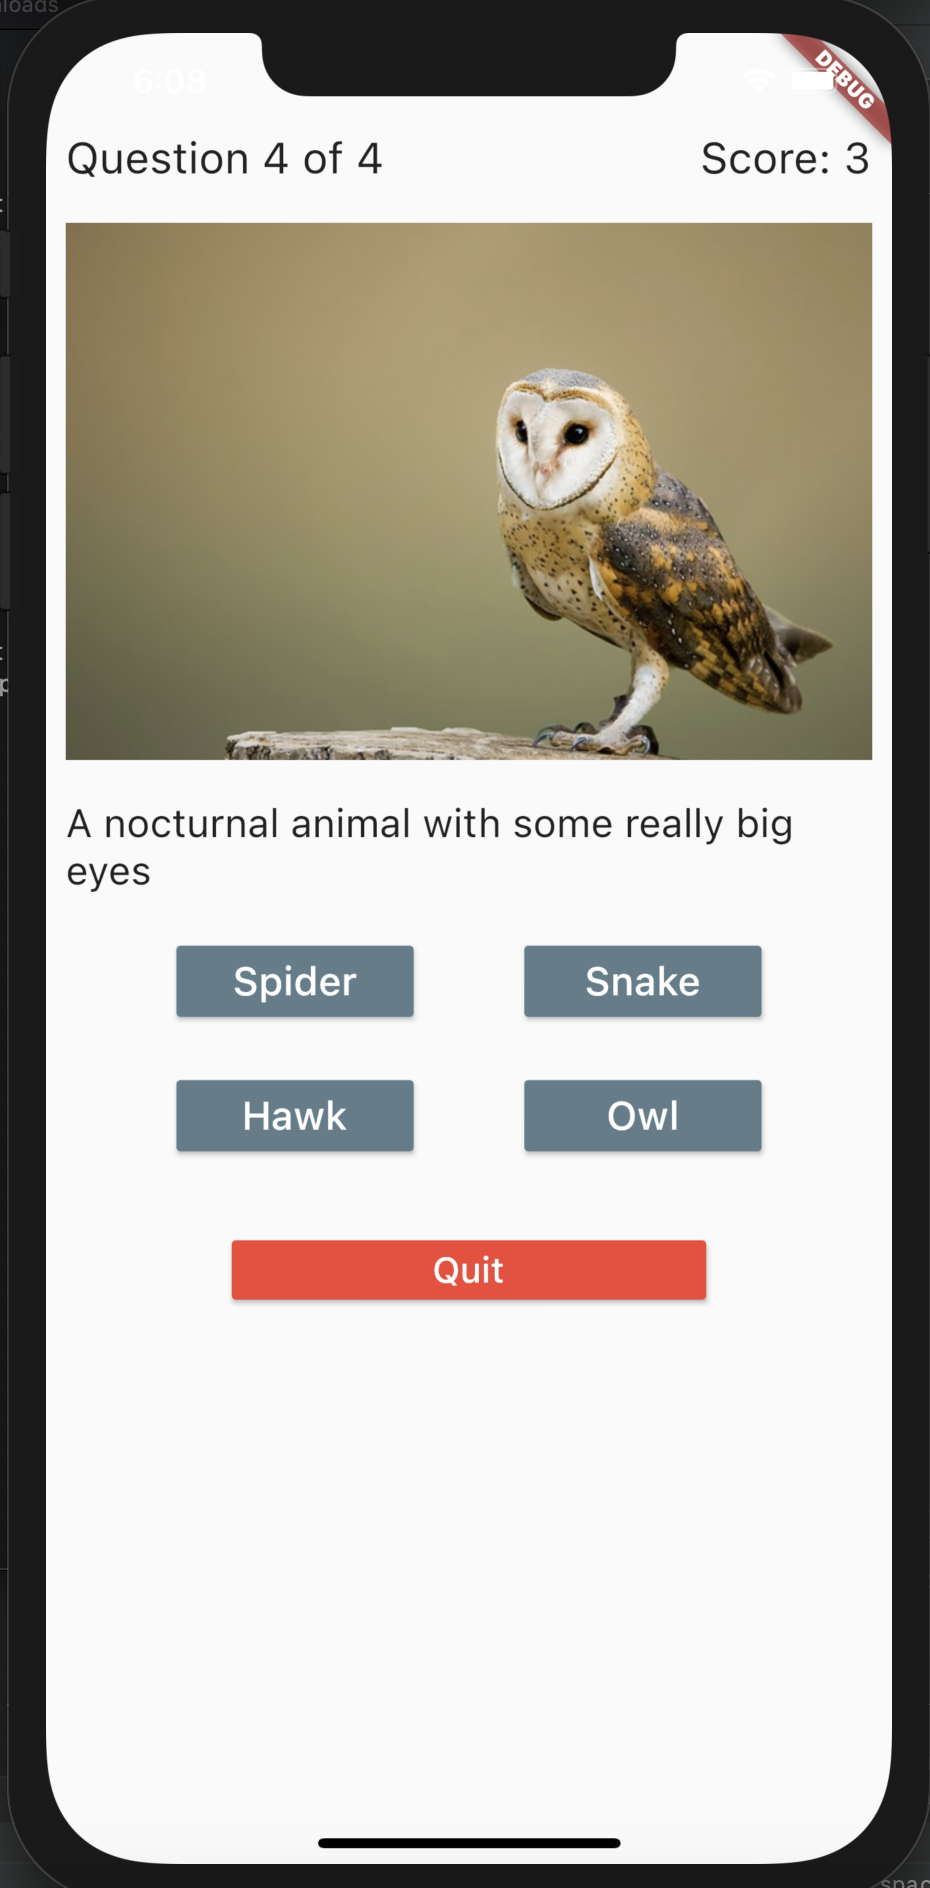 loads
6:08
DEBUG
Question 4 of 4
Score: 3
A nocturnal animal with some really big
eyes
Spider
Snake
Hawk
Owl
Quit
spac